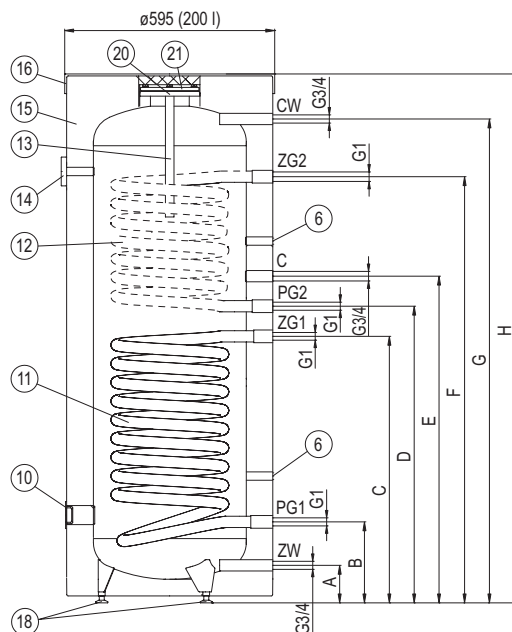 ø595 (200 l)
20
21
16
15
13
14
12
11
10
18
CW
G3/4
ZG2
G1
6
C
G3/4
PG2
G1
ZG1
G1
6
PG1
G1
ZW
G3/4
A
B
C
D
E
F
G
H